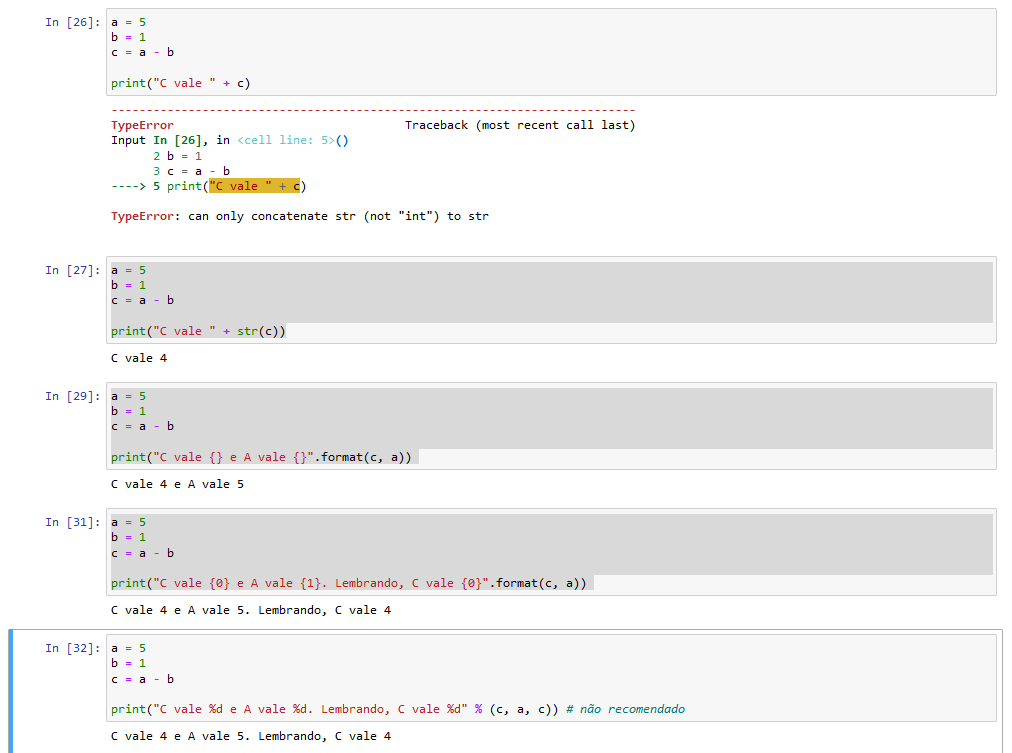 In [26]: a = 5
b = 1
c = a - b
print("C vale " + c)
---------------------------------------------------------------------------
TypeError                                 Traceback (most recent call last)
Input In [26], in <cell line: 5>()
      2 b = 1
      3 c = a - b
----> 5 print("C vale " + c)
TypeError: can only concatenate str (not "int") to str
In [27]: a = 5
b = 1
c = a - b
print("C vale " + str(c))
C vale 4
In [29]: a = 5
b = 1
c = a - b
print("C vale {} e A vale {}".format(c, a))
C vale 4 e A vale 5
In [31]: a = 5
b = 1
c = a - b
print("C vale {0} e A vale {1}. Lembrando, C vale {0}".format(c, a))
C vale 4 e A vale 5. Lembrando, C vale 4
In [32]: a = 5
b = 1
c = a - b
print("C vale %d e A vale %d. Lembrando, C vale %d" % (c, a, c)) # não recomendado
C vale 4 e A vale 5. Lembrando, C vale 4